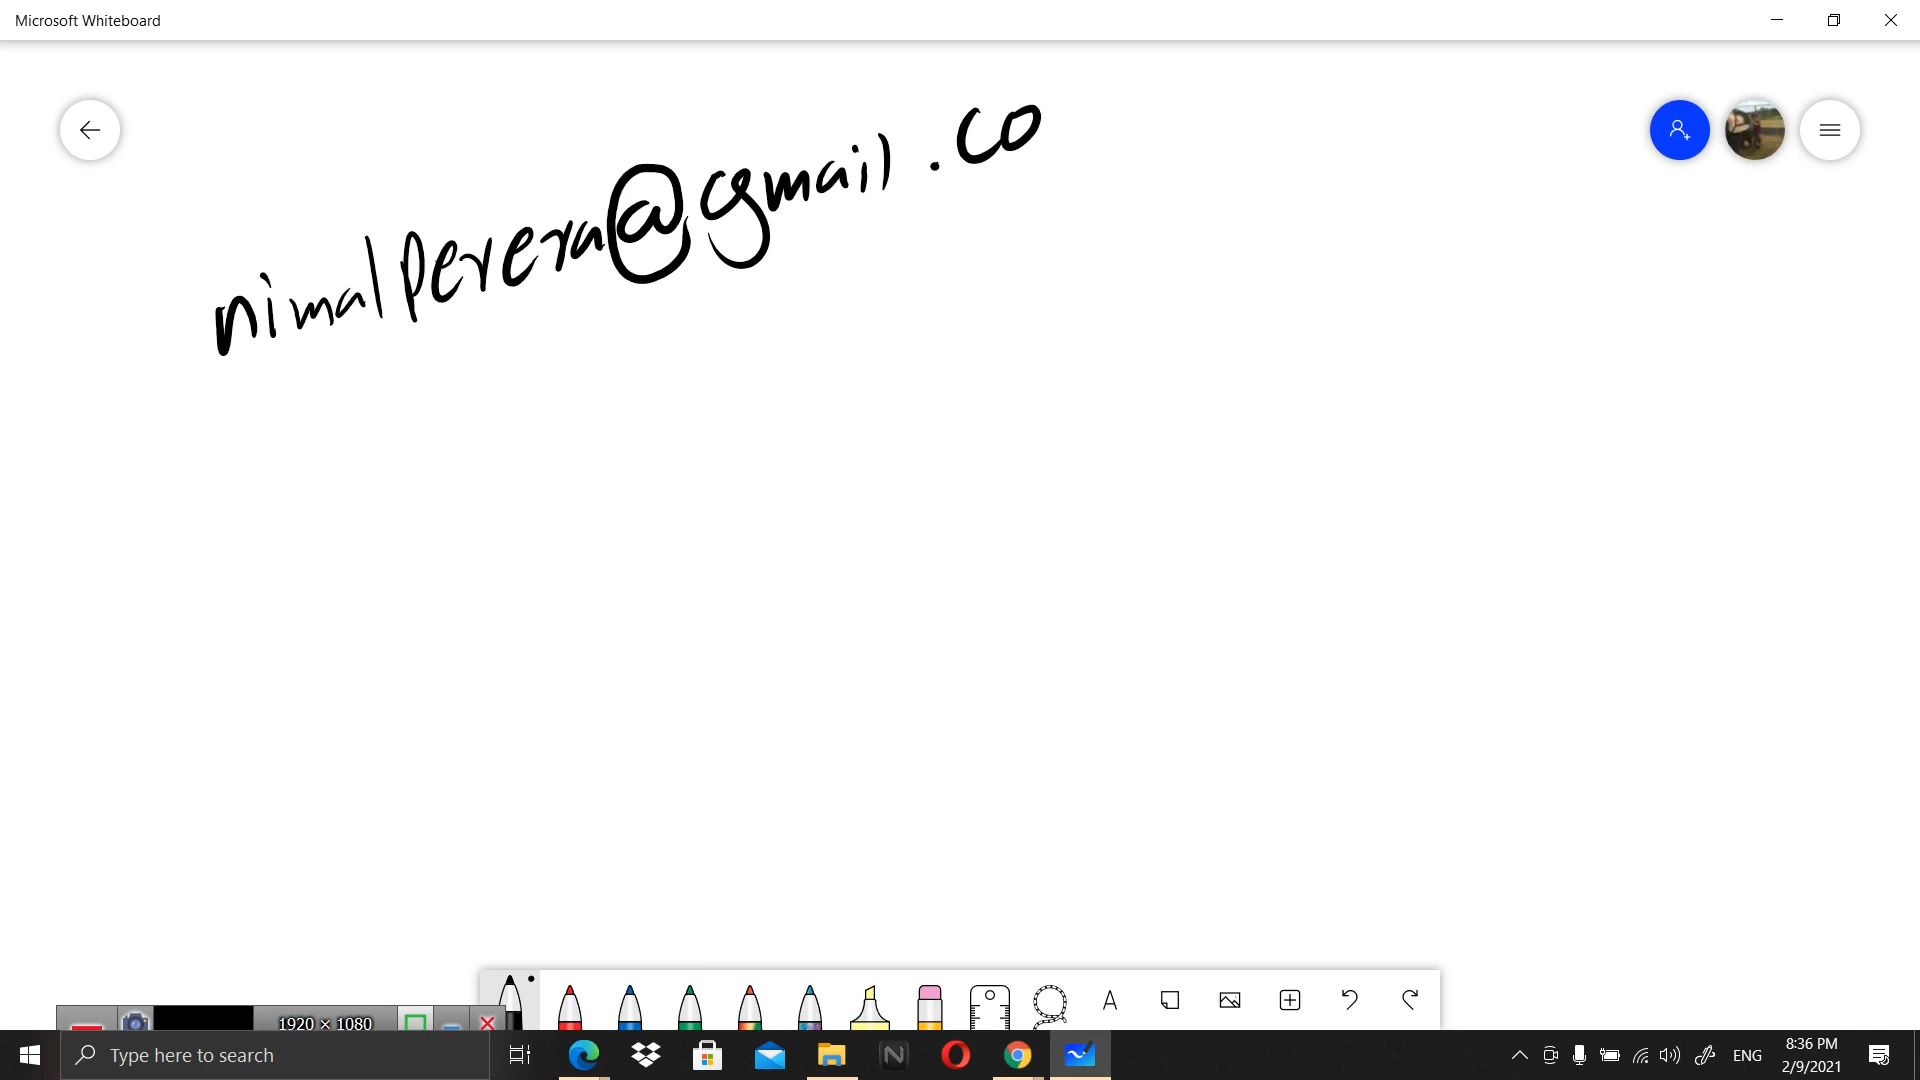 Microsoft Whiteboard
nimalperera@gmail.co
1920 × 1080
Type here to search
ENG
8:36 PM
2/9/2021